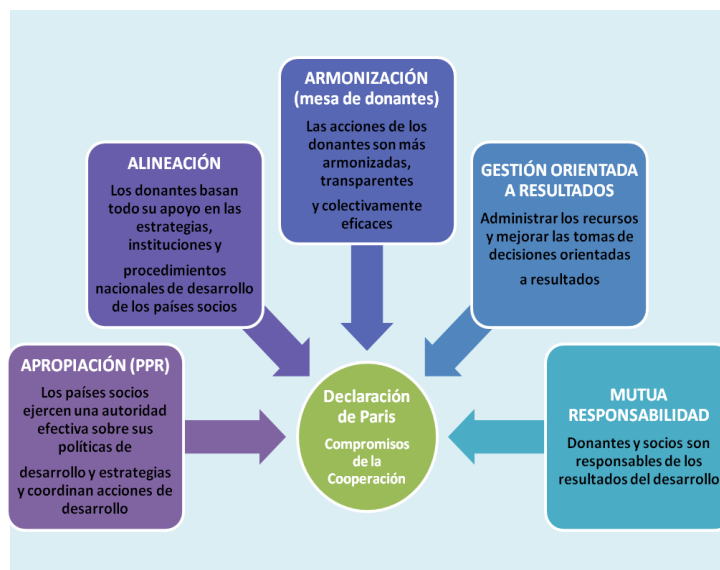 ARMONIZACIÓN
(mesa de donantes)
Las acciones de los
donantes son más
armonizadas,
transparentes
y colectivamente
eficaces
ALINEACIÓN
Los donantes basan
todo su apoyo en las
estrategias,
instituciones y
procedimientos
nacionales de desarrollo
de los países socios
GESTIÓN ORIENTADA
A RESULTADOS
Administrar los recursos
y mejorar las tomas de
decisiones orientadas
a resultados
APROPIACIÓN (PPR)
Los países socios
ejercen una autoridad
efectiva sobre sus
políticas de
desarrollo y estrategias
y coordinan acciones de
desarrollo
Declaración
de Paris
Compromisos
de la
Cooperación
MUTUA
RESPONSABILIDAD
Donantes y socios son
responsables de los
resultados del desarrollo